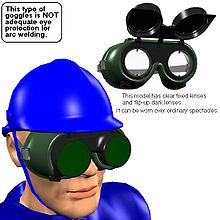 This type of
goggles is NOT
adequate eye
protection for
arc welding.
This model has clear fixed lenses
and flip-up dark lenses.
It can be worn over ordinary spectacles.